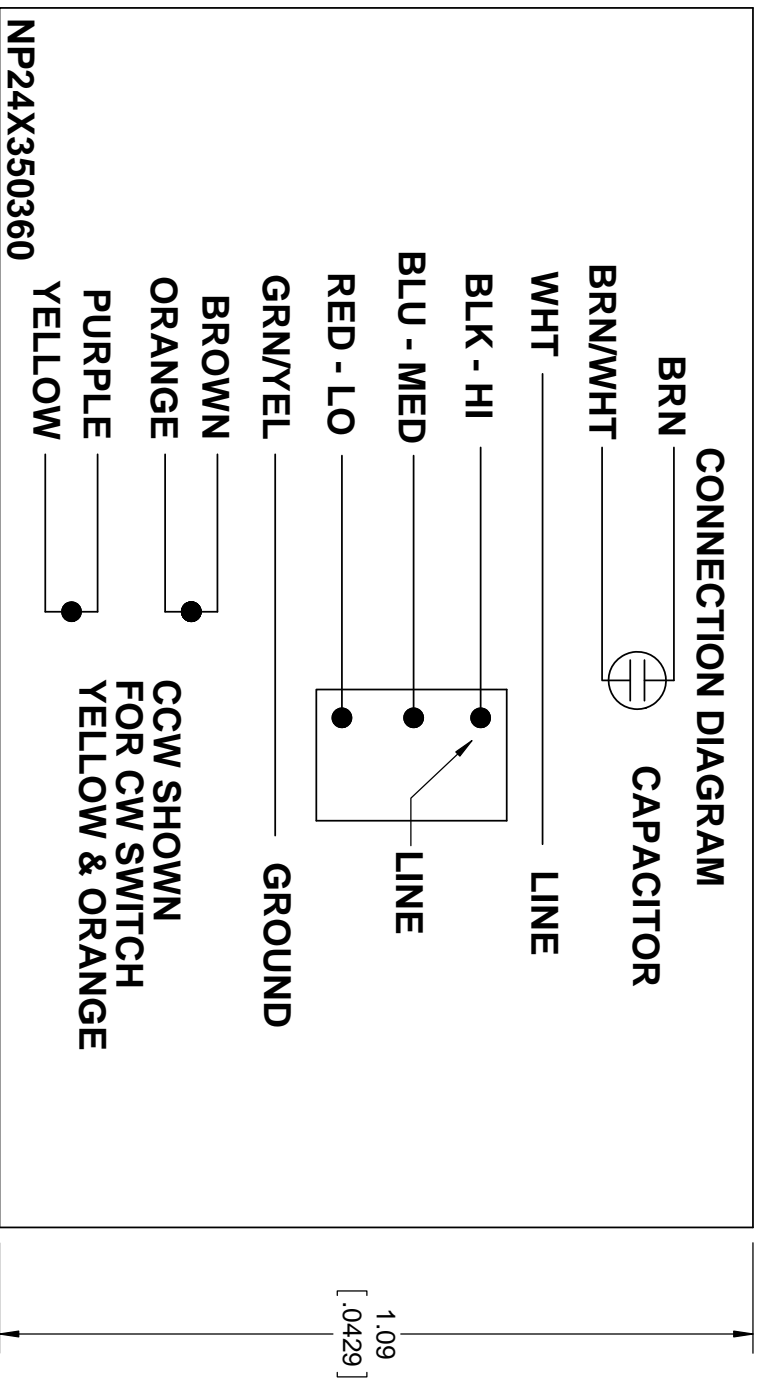 CONNECTION DIAGRAM
BRN
CAPACITOR
BRN/WHT
WHT
LINE
BLK - HI
BLU - MED
LINE
RED - LO
GRN/YEL
GROUND
BROWN
ORANGE
CCW SHOWN
FOR CW SWITCH
YELLOW & ORANGE
PURPLE
YELLOW
NP24X350360
1.09
[.0429]